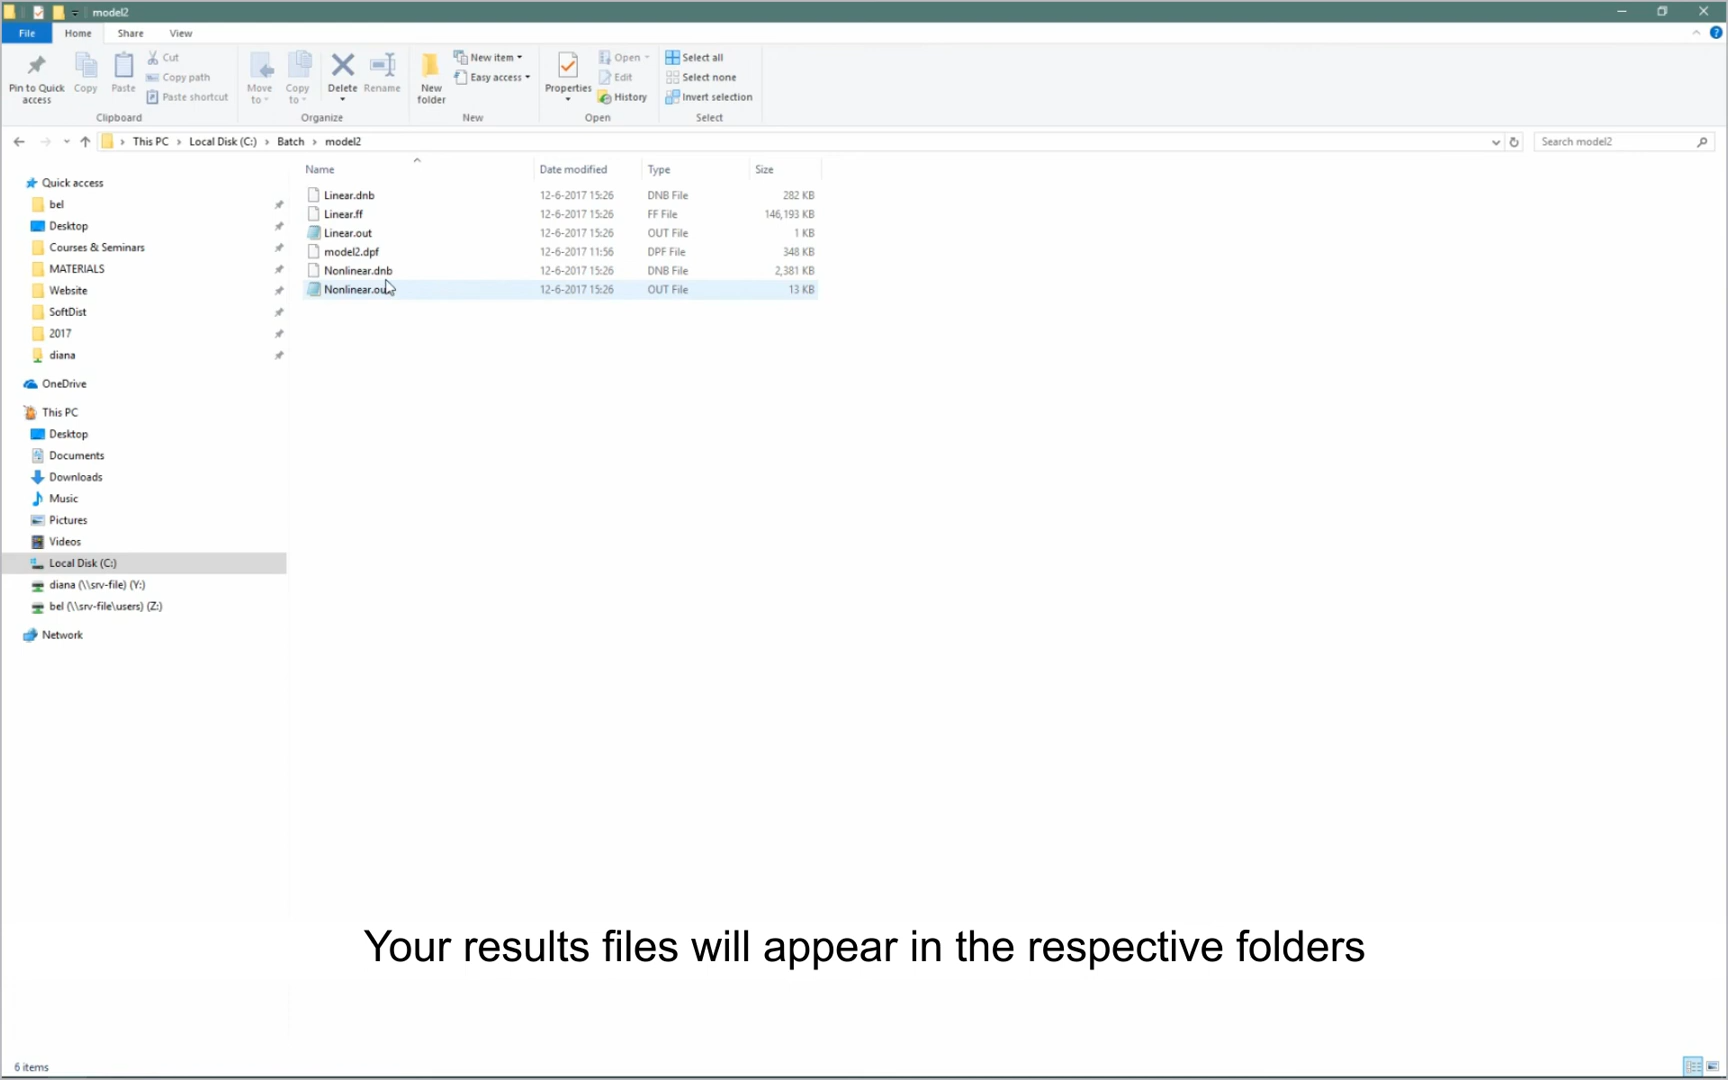 model2
File Home Share View
Pin to Quick access
Copy
Paste
Cut
Copy path
Paste shortcut
Clipboard
Move to
Copy to
Delete
Rename
Organize
New folder
New item
Easy access
New
Properties
Open
Edit
History
Open
Select all
Select none
Invert selection
Select
This PC > Local Disk (C:) > Batch > model2
Search model2
Quick access
bel
Desktop
Courses & Seminars
MATERIALS
Website
SoftDist
2017
diana
OneDrive
This PC
Desktop
Documents
Downloads
Music
Pictures
Videos
Local Disk (C:)
diana (\\srv-file) (Y:)
bel (\\srv-file\users) (Z:)
Network
Name Date modified Type Size
Linear.dnb 12-6-2017 15:26 DNB File 282 KB
Linear.ff 12-6-2017 15:26 FF File 146,193 KB
Linear.out 12-6-2017 15:26 OUT File 1 KB
model2.dpf 12-6-2017 11:56 DPF File 348 KB
Nonlinear.dnb 12-6-2017 15:26 DNB File 2,381 KB
Nonlinear.out 12-6-2017 15:26 OUT File 13 KB
Your results files will appear in the respective folders
6 items